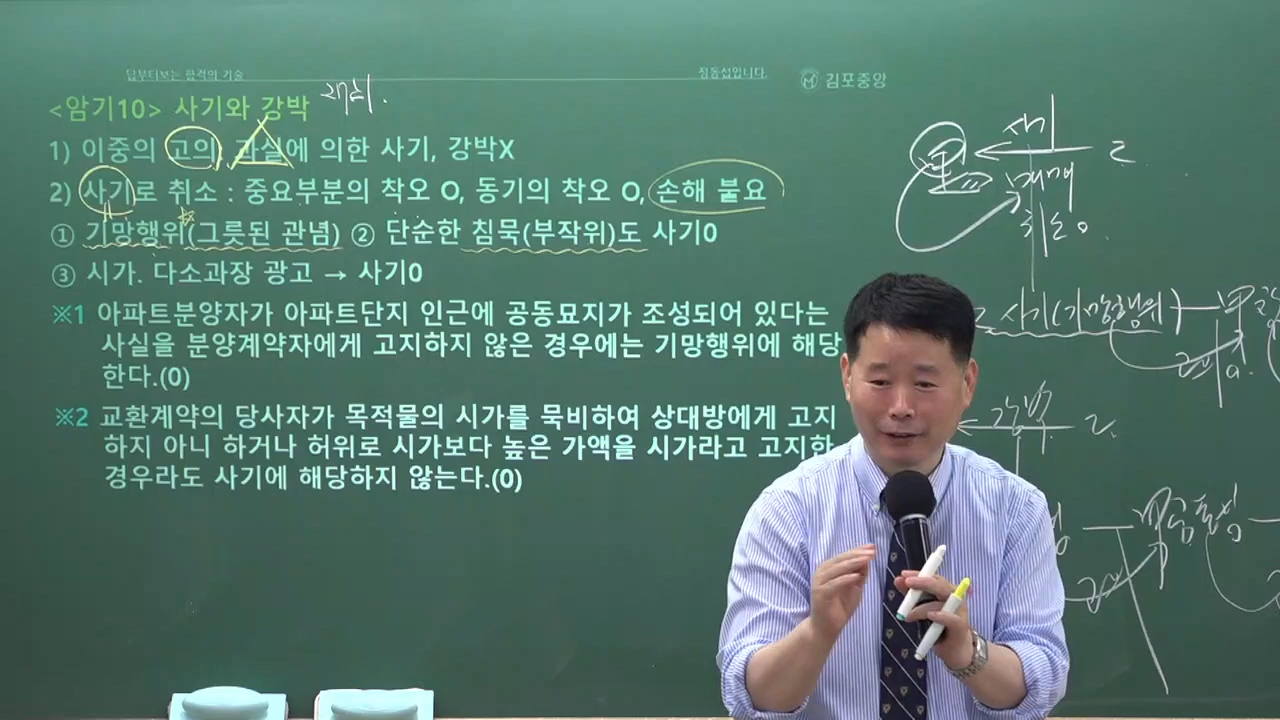 답부터보는 합격의 기술
정동섭입니다.
김포중앙
<암기10> 사기와 강박
1) 이중의 고의, 과실에 의한 사기, 강박X
2) 사기로 취소 : 중요부분의 착오 O, 동기의 착오 O, 손해 불요
① 기망행위(그릇된 관념) ② 단순한 침묵(부작위)도 사기0
③ 시가. 다소과장 광고 → 사기0
※1 아파트분양자가 아파트단지 인근에 공동묘지가 조성되어 있다는
사실을 분양계약자에게 고지하지 않은 경우에는 기망행위에 해당
한다.(0)
※2 교환계약의 당사자가 목적물의 시가를 묵비하여 상대방에게 고지
하지 아니 하거나 허위로 시가보다 높은 가액을 시가라고 고지한
경우라도 사기에 해당하지 않는다.(0)
사기
매매
취소
사기(기망행위)
강박